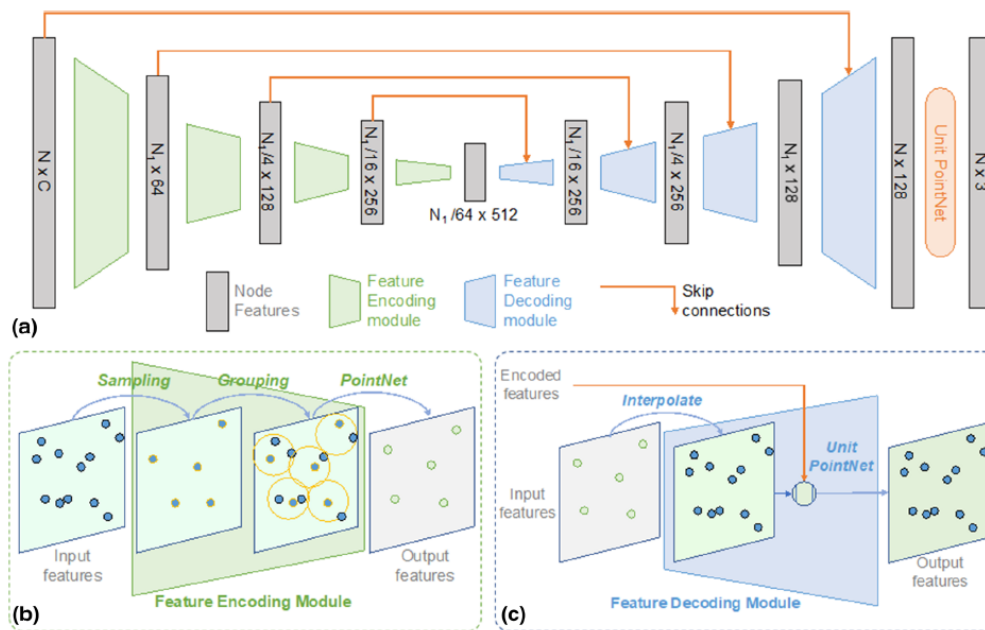 N x C
N₁ x 64
N₁/4 x 128
N₁/16 x 256
N₁/64 x 512
N₁/16 x 256
N₁/4 x 256
N₁ x 128
N x 128
Unit PointNet
N x 3
Node
Features
Feature
Encoding
module
Feature
Decoding
module
Skip
connections
(a)
Sampling
Grouping
PointNet
Input
features
Output
features
Feature Encoding Module
(b)
Encoded
features
Interpolate
Unit
PointNet
Input
features
Output
features
Feature Decoding Module
(c)